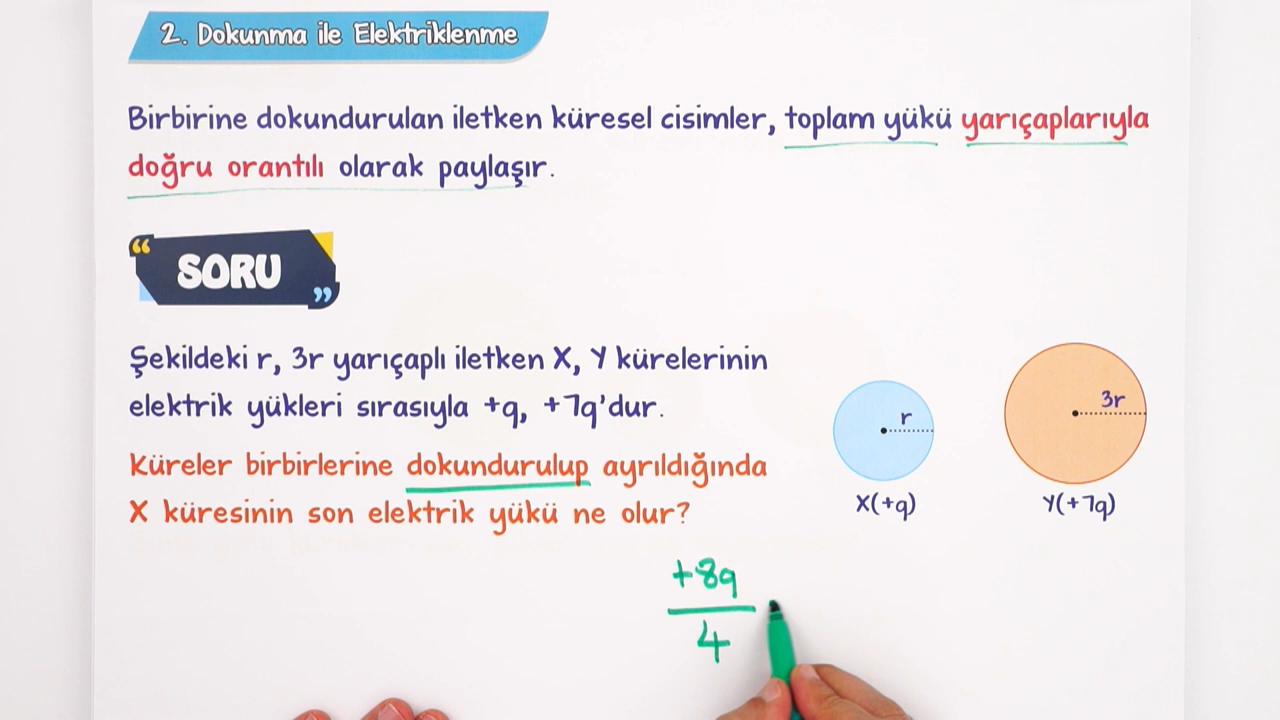 2. Dokunma ile Elektriklenme
Birbirine dokundurulan iletken küresel cisimler, toplam yükü yarıçaplarıyla
doğru orantılı olarak paylaşır.
“ SORU ”
Şekildeki r, 3r yarıçaplı iletken X, Y kürelerinin
elektrik yükleri sırasıyla +q, +7q'dur.
Küreler birbirlerine dokundurulup ayrıldığında
X küresinin son elektrik yükü ne olur?
r
3r
X(+q)
Y(+7q)
+8q
4